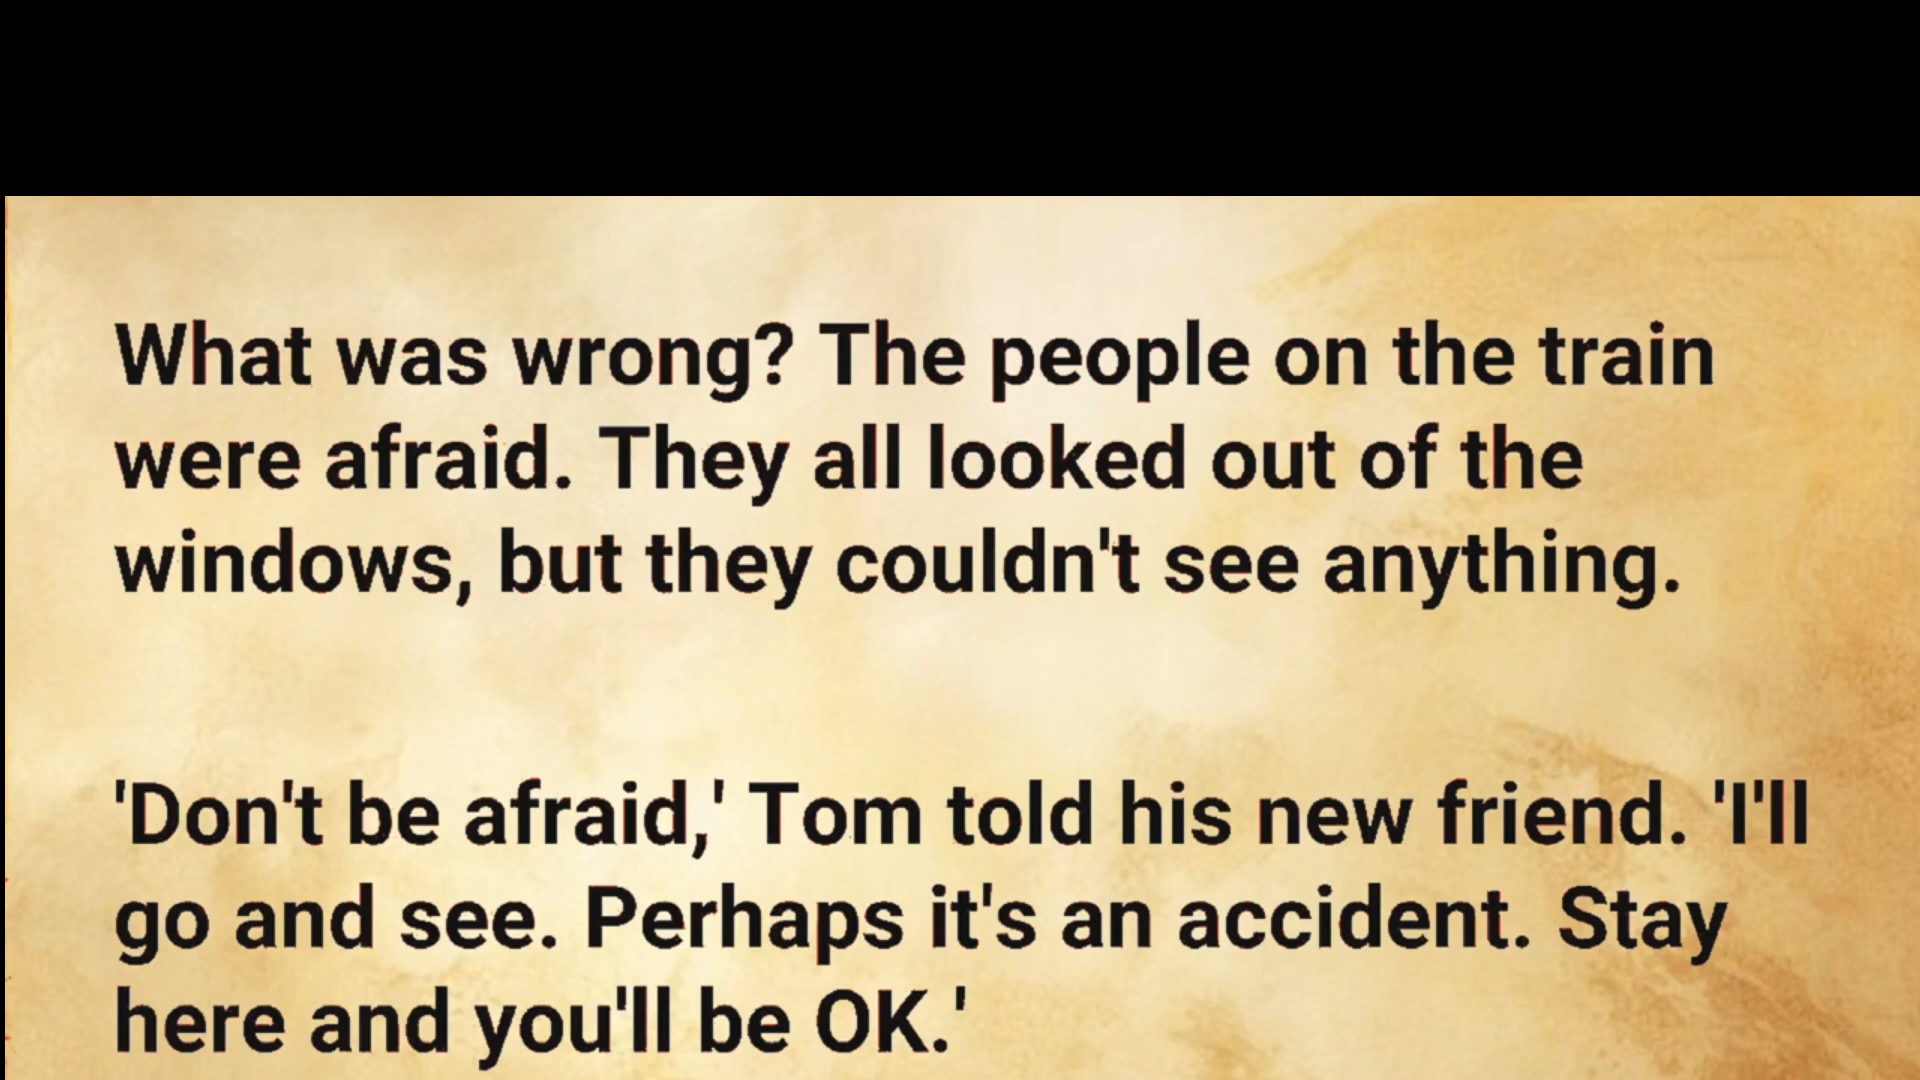 What was wrong? The people on the train
were afraid. They all looked out of the
windows, but they couldn't see anything.
'Don't be afraid,' Tom told his new friend. 'I'll
go and see. Perhaps it's an accident. Stay
here and you'll be OK.'